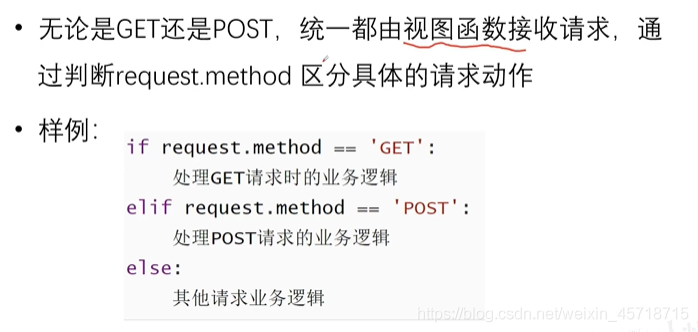 • 无论是GET还是POST，统一都由视图函数接收请求，通
过判断request.method 区分具体的请求动作
• 样例：
if request.method == 'GET':
处理GET请求时的业务逻辑
elif request.method == 'POST':
处理POST请求的业务逻辑
else:
其他请求业务逻辑
https://blog.csdn.net/weixin_45718715